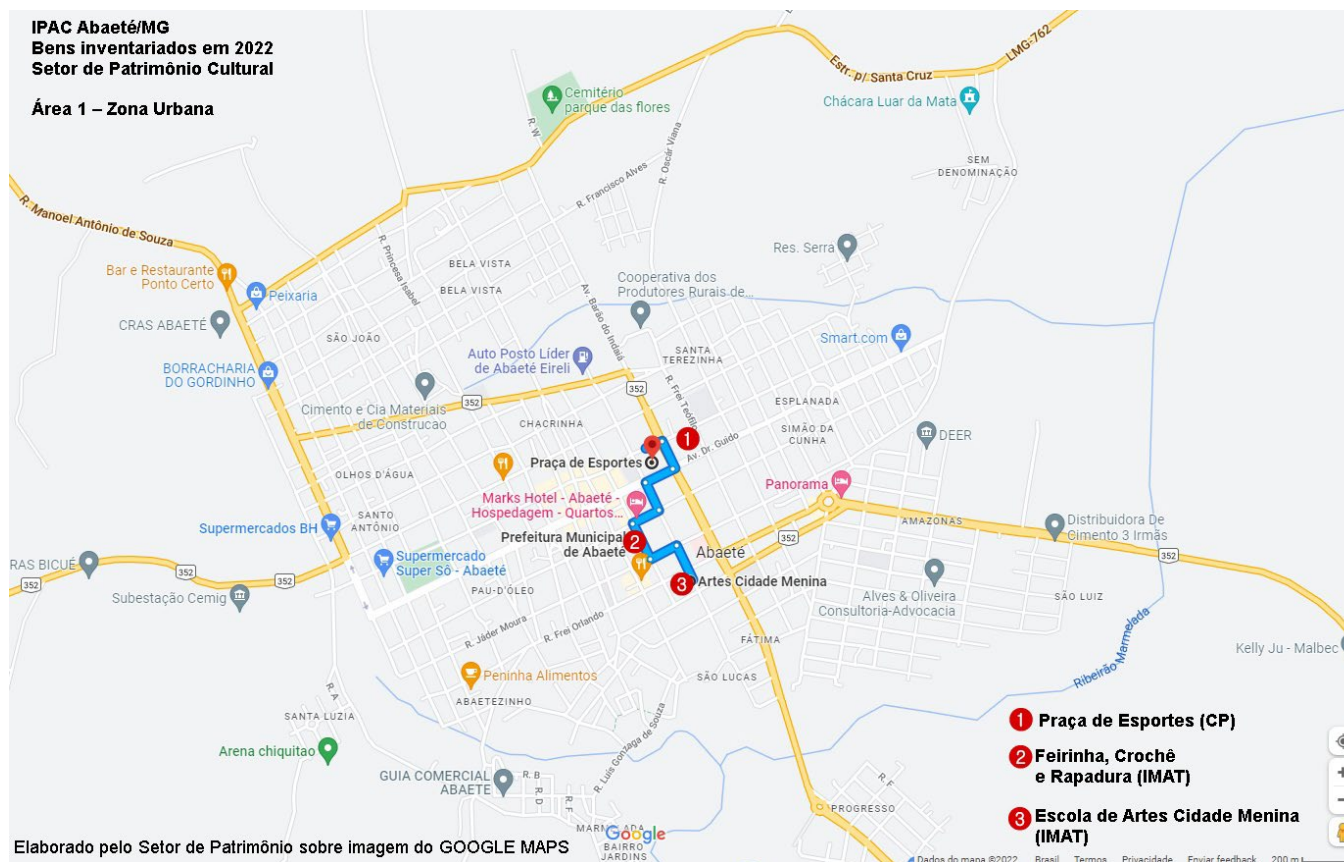 IPAC Abaeté/MG
Bens inventariados em 2022
Setor de Patrimônio Cultural
Área 1 – Zona Urbana
LMG-762
Estr. p/ Santa Cruz
Chácara Luar da Mata
Cemitério
parque das flores
R. W
R. Oscár Viana
R. Francisco Alves
SEM
DENOMINAÇÃO
R. Manoel Antônio de Souza
R. Princesa Isabel
Res. Serra
Bar e Restaurante
Ponto Certo
BELA VISTA
BELA VISTA
Cooperativa dos
Produtores Rurais de...
Peixaria
Av. Barão do Indaiá
CRAS ABAETÉ
SÃO JOÃO
Smart.com
Auto Posto Líder
de Abaeté Eireli
SANTA
TEREZINHA
BORRACHARIA
DO GORDINHO
352
R. Frei Teófilo
352
Cimento e Cia Materiais
de Construcao
ESPLANADA
CHACRINHA
SIMÃO DA
CUNHA
DEER
1
Av. Dr. Guido
Praça de Esportes
OLHOS D'ÁGUA
Panorama
Marks Hotel - Abaeté -
Hospedagem - Quartos...
SANTO
ANTÔNIO
Supermercados BH
AMAZONAS
Distribuidora De
Cimento 3 Irmãs
Prefeitura Municipal
de Abaeté
2
352
352
Abaeté
RAS BICUÉ
352
352
Supermercado
Super Sô - Abaeté
3
Artes Cidade Menina
PAU-D'ÓLEO
Subestação Cemig
Alves & Oliveira
Consultoria-Advocacia
SÃO LUIZ
R. Jáder Moura
R. Frei Orlando
FÁTIMA
Ribeirão Marmelada
Kelly Ju - Malbec
Peninha Alimentos
SÃO LUCAS
R. A
ABAETEZINHO
SANTA LUZIA
R. Luís Gonzaga de Souza
1 Praça de Esportes (CP)
Arena chiquitao
2 Feirinha, Crochê
e Rapadura (IMAT)
GUIA COMERCIAL
ABAETE
R. B
R. D
R. F
R. F
PROGRESSO
3 Escola de Artes Cidade Menina
(IMAT)
Google
BAIRRO
JARDINS
Elaborado pelo Setor de Patrimônio sobre imagem do GOOGLE MAPS
Dados do mapa ©2022 Brasil Termos Privacidade Enviar feedback 200 m